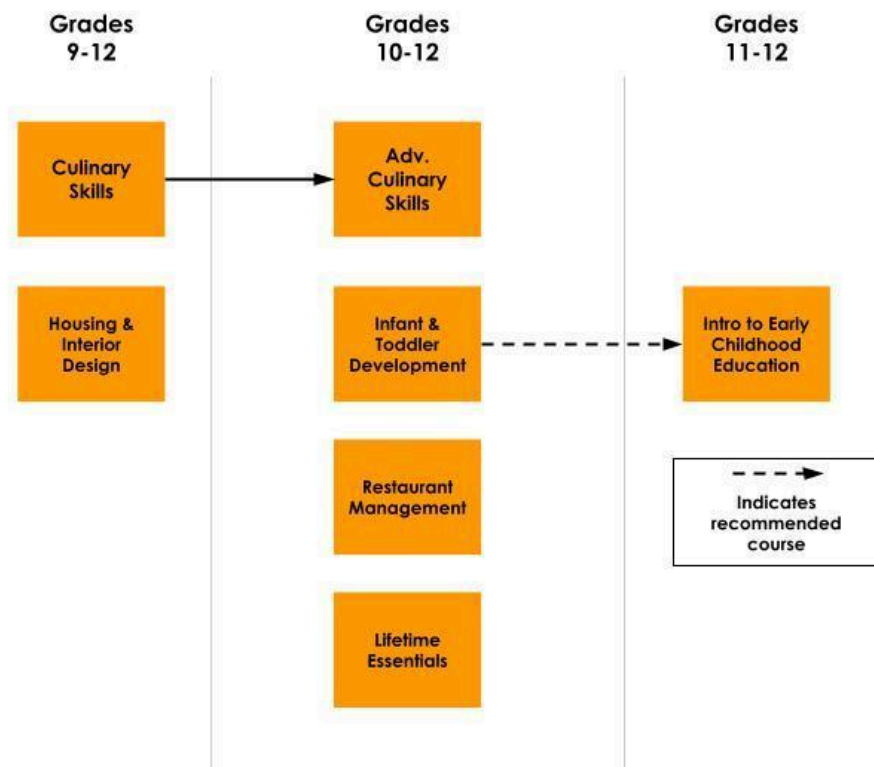 Grades
9-12
Grades
10-12
Grades
11-12
Culinary
Skills
Adv.
Culinary
Skills
Housing &
Interior
Design
Infant &
Toddler
Development
Intro to Early
Childhood
Education
Restaurant
Management
Indicates
recommended
course
Lifetime
Essentials